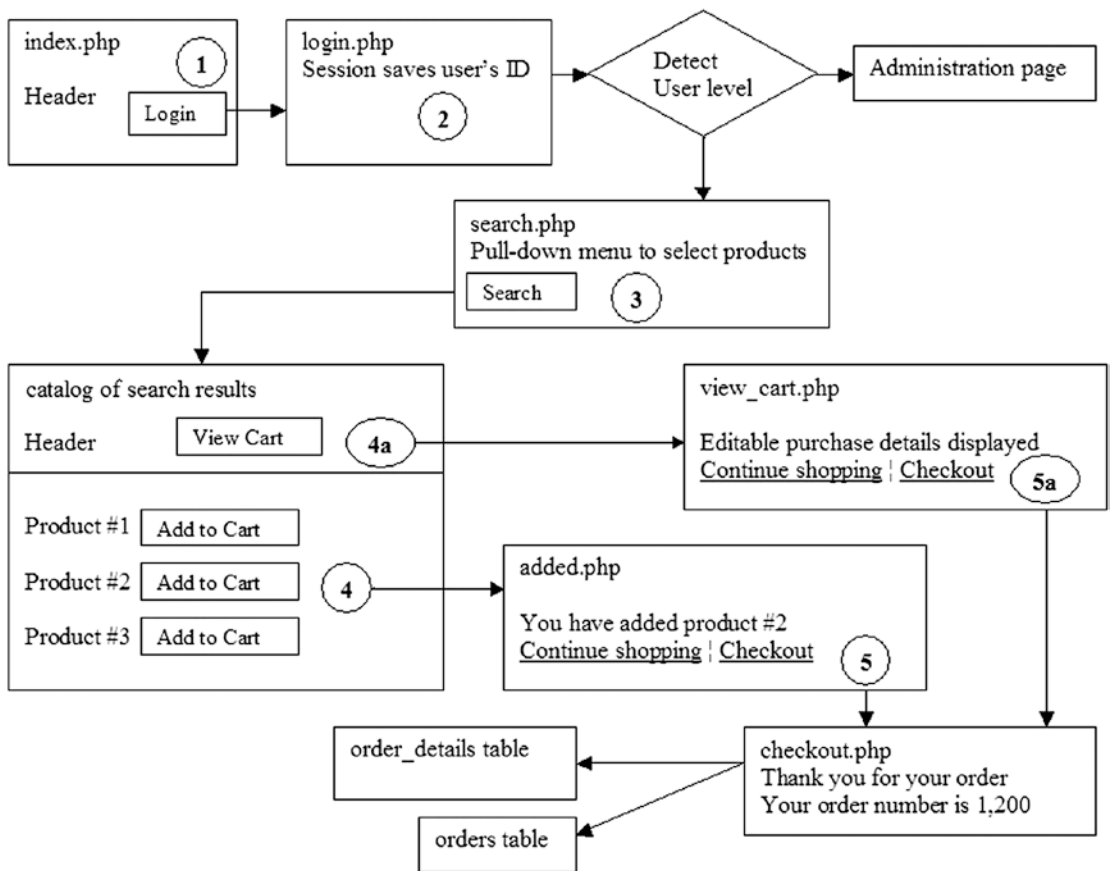 index.php
1
Header
Login
login.php
Session saves user's ID
2
Detect
User level
Administration page
search.php
Pull-down menu to select products
Search
3
catalog of search results
Header
View Cart
4a
view_cart.php
Editable purchase details displayed
Continue shopping ¦ Checkout
5a
Product #1 Add to Cart
Product #2 Add to Cart
4
Product #3 Add to Cart
added.php
You have added product #2
Continue shopping ¦ Checkout
5
order_details table
orders table
checkout.php
Thank you for your order
Your order number is 1,200